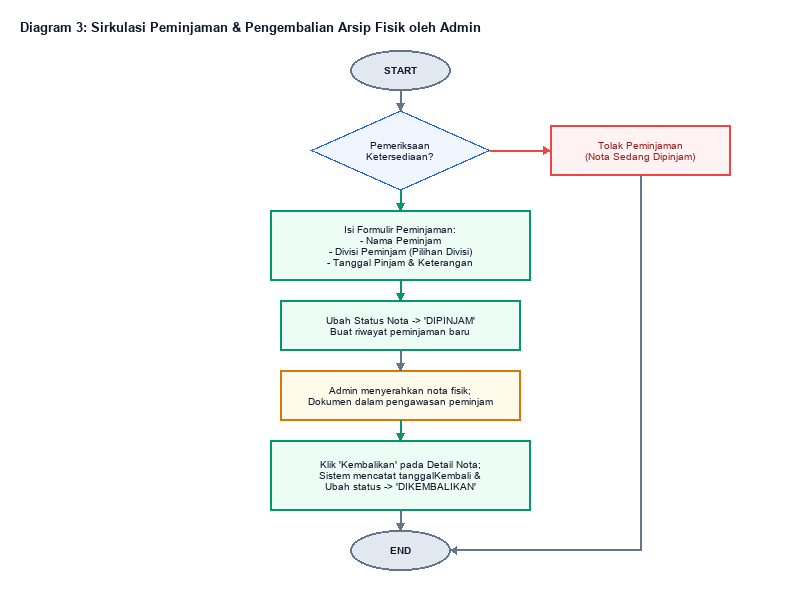 Diagram 3: Sirkulasi Peminjaman & Pengembalian Arsip Fisik oleh Admin
START
Pemeriksaan
Ketersediaan?
Tolak Peminjaman
(Nota Sedang Dipinjam)
Isi Formulir Peminjaman:
- Nama Peminjam
- Divisi Peminjam (Pilihan Divisi)
- Tanggal Pinjam & Keterangan
Ubah Status Nota -> 'DIPINJAM'
Buat riwayat peminjaman baru
Admin menyerahkan nota fisik;
Dokumen dalam pengawasan peminjam
Klik 'Kembalikan' pada Detail Nota;
Sistem mencatat tanggalKembali &
Ubah status -> 'DIKEMBALIKAN'
END